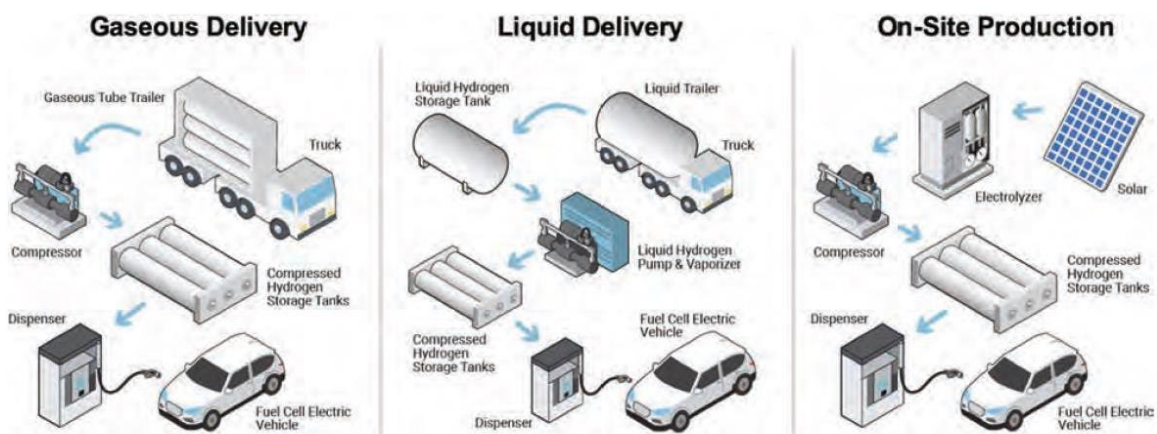 Gaseous Delivery
Gaseous Tube Trailer
Truck
Compressor
Compressed
Hydrogen
Storage Tanks
Dispenser
Fuel Cell Electric
Vehicle
Liquid Delivery
Liquid Hydrogen
Storage Tank
Liquid Trailer
Truck
Liquid Hydrogen
Pump & Vaporizer
Compressed
Hydrogen
Storage Tanks
Fuel Cell Electric
Vehicle
Dispenser
On-Site Production
Electrolyzer
Solar
Compressor
Compressed
Hydrogen
Storage Tanks
Dispenser
Fuel Cell Electric
Vehicle